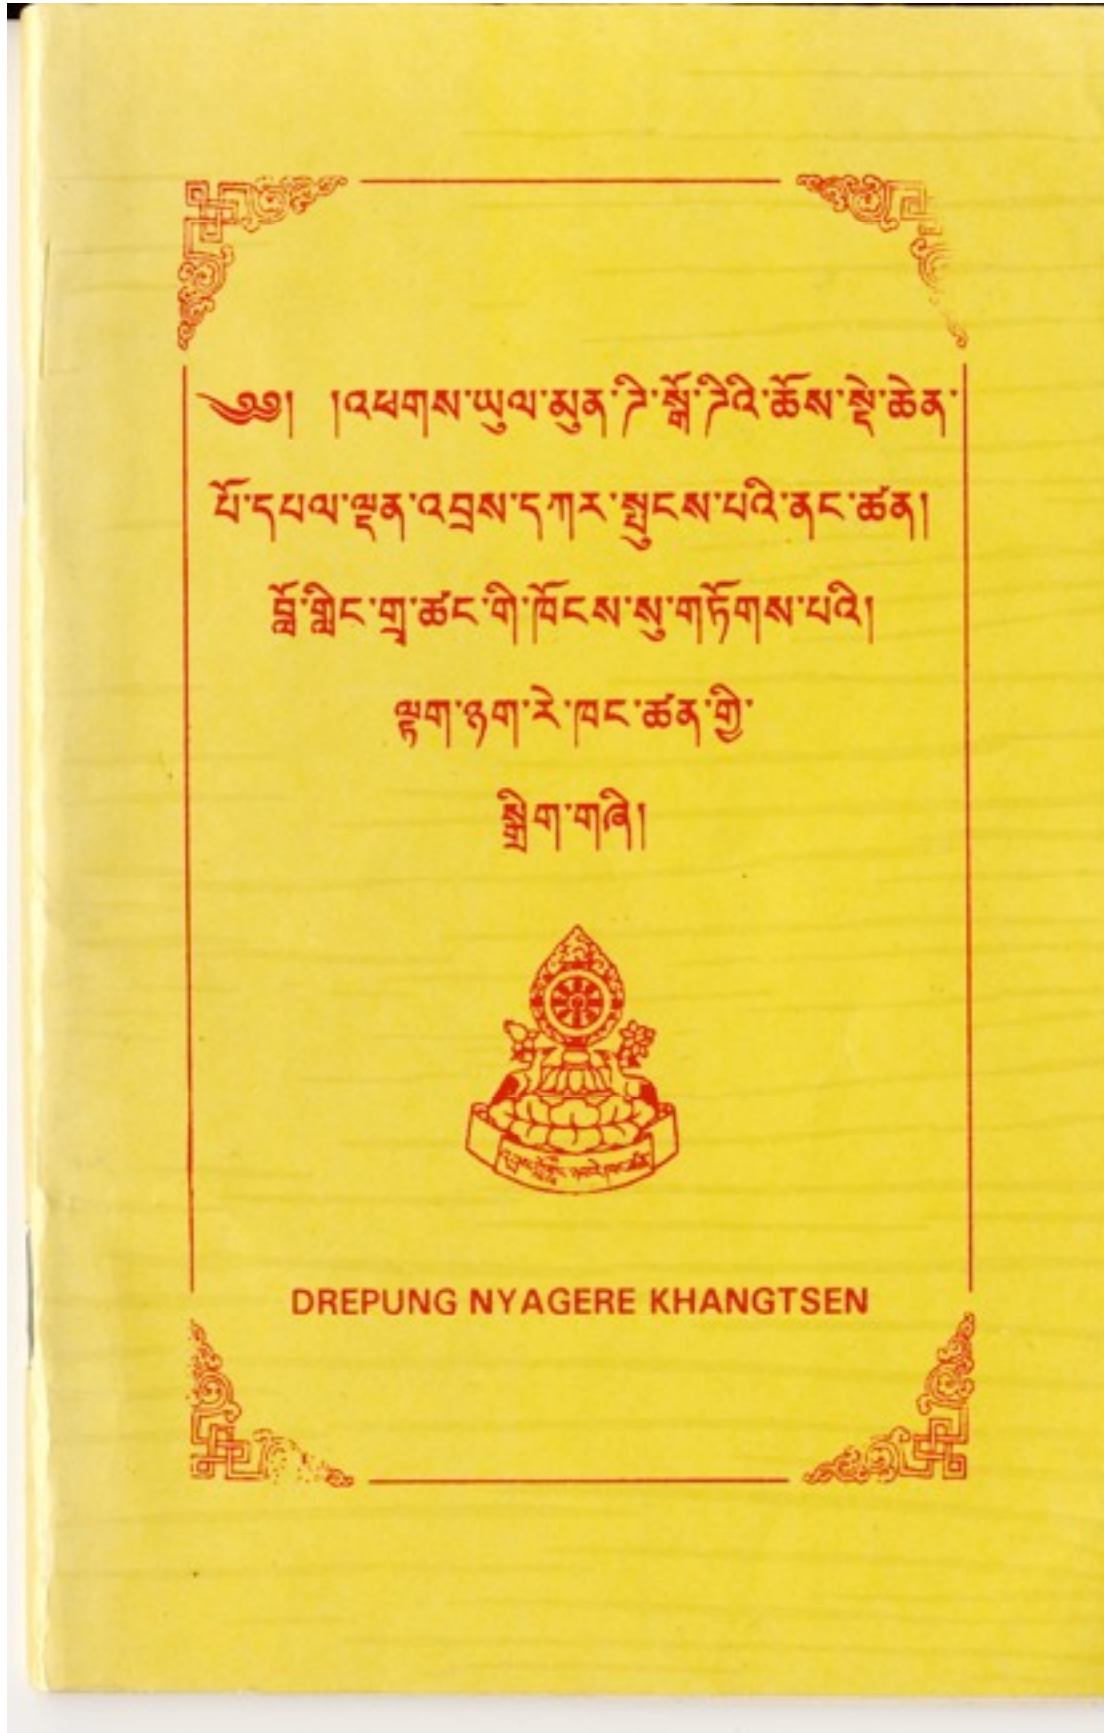 ༄༅། །འཕགས་ཡུལ་མུན་ཌི་སྒོ་ཌིའི་ཆོས་སྡེ་ཆེན་
པོ་དཔལ་ལྡན་འབྲས་དཀར་སྤུངས་པའི་ནང་ཚན།
བློ་གླིང་གྲྭ་ཚང་གི་ཁོངས་སུ་གཏོགས་པའི།
ལྟག་ཉག་རེ་ཁང་ཚན་གྱི་
སྒྲིག་གཞི།
DREPUNG NYAGERE KHANGTSEN